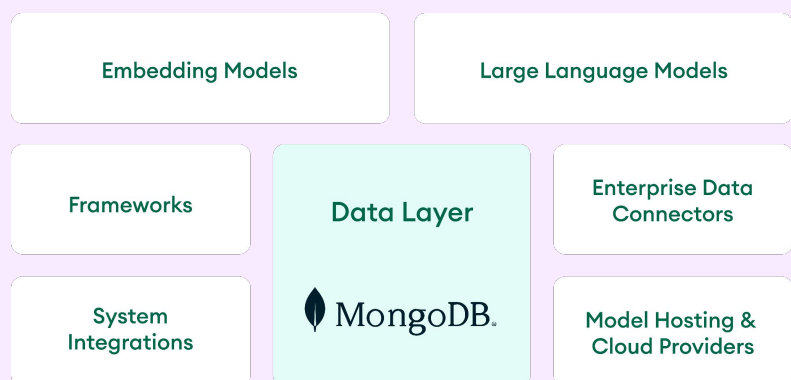 Embedding Models
Large Language Models
Frameworks
Data Layer
Enterprise Data
Connectors
System
Integrations
MongoDB
Model Hosting &
Cloud Providers